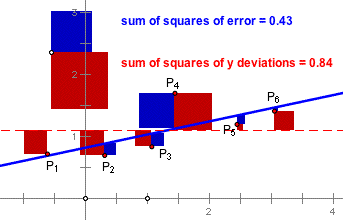 3
sum of squares of error = 0.43
sum of squares of y deviations = 0.84
2
P4
P6
P5
1
P3
P1
P2
2
4